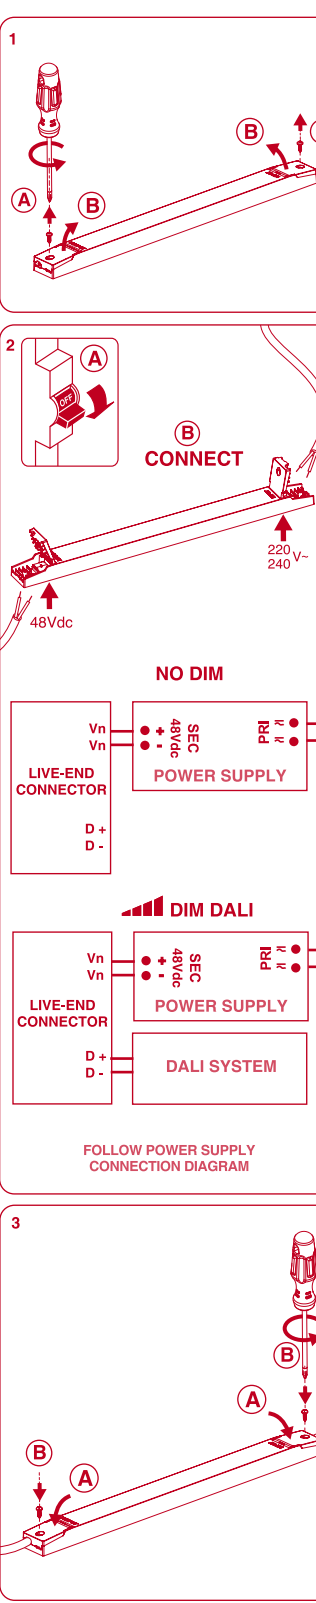 1
A
B
B
2
A
OFF
B
CONNECT
220
240 V~
48Vdc
NO DIM
Vn
Vn
LIVE-END
CONNECTOR
D +
D -
+
-
48Vdc
SEC
PRI
POWER SUPPLY
DIM DALI
Vn
Vn
LIVE-END
CONNECTOR
D +
D -
+
-
48Vdc
SEC
PRI
POWER SUPPLY
DALI SYSTEM
FOLLOW POWER SUPPLY
CONNECTION DIAGRAM
3
B
A
B
A